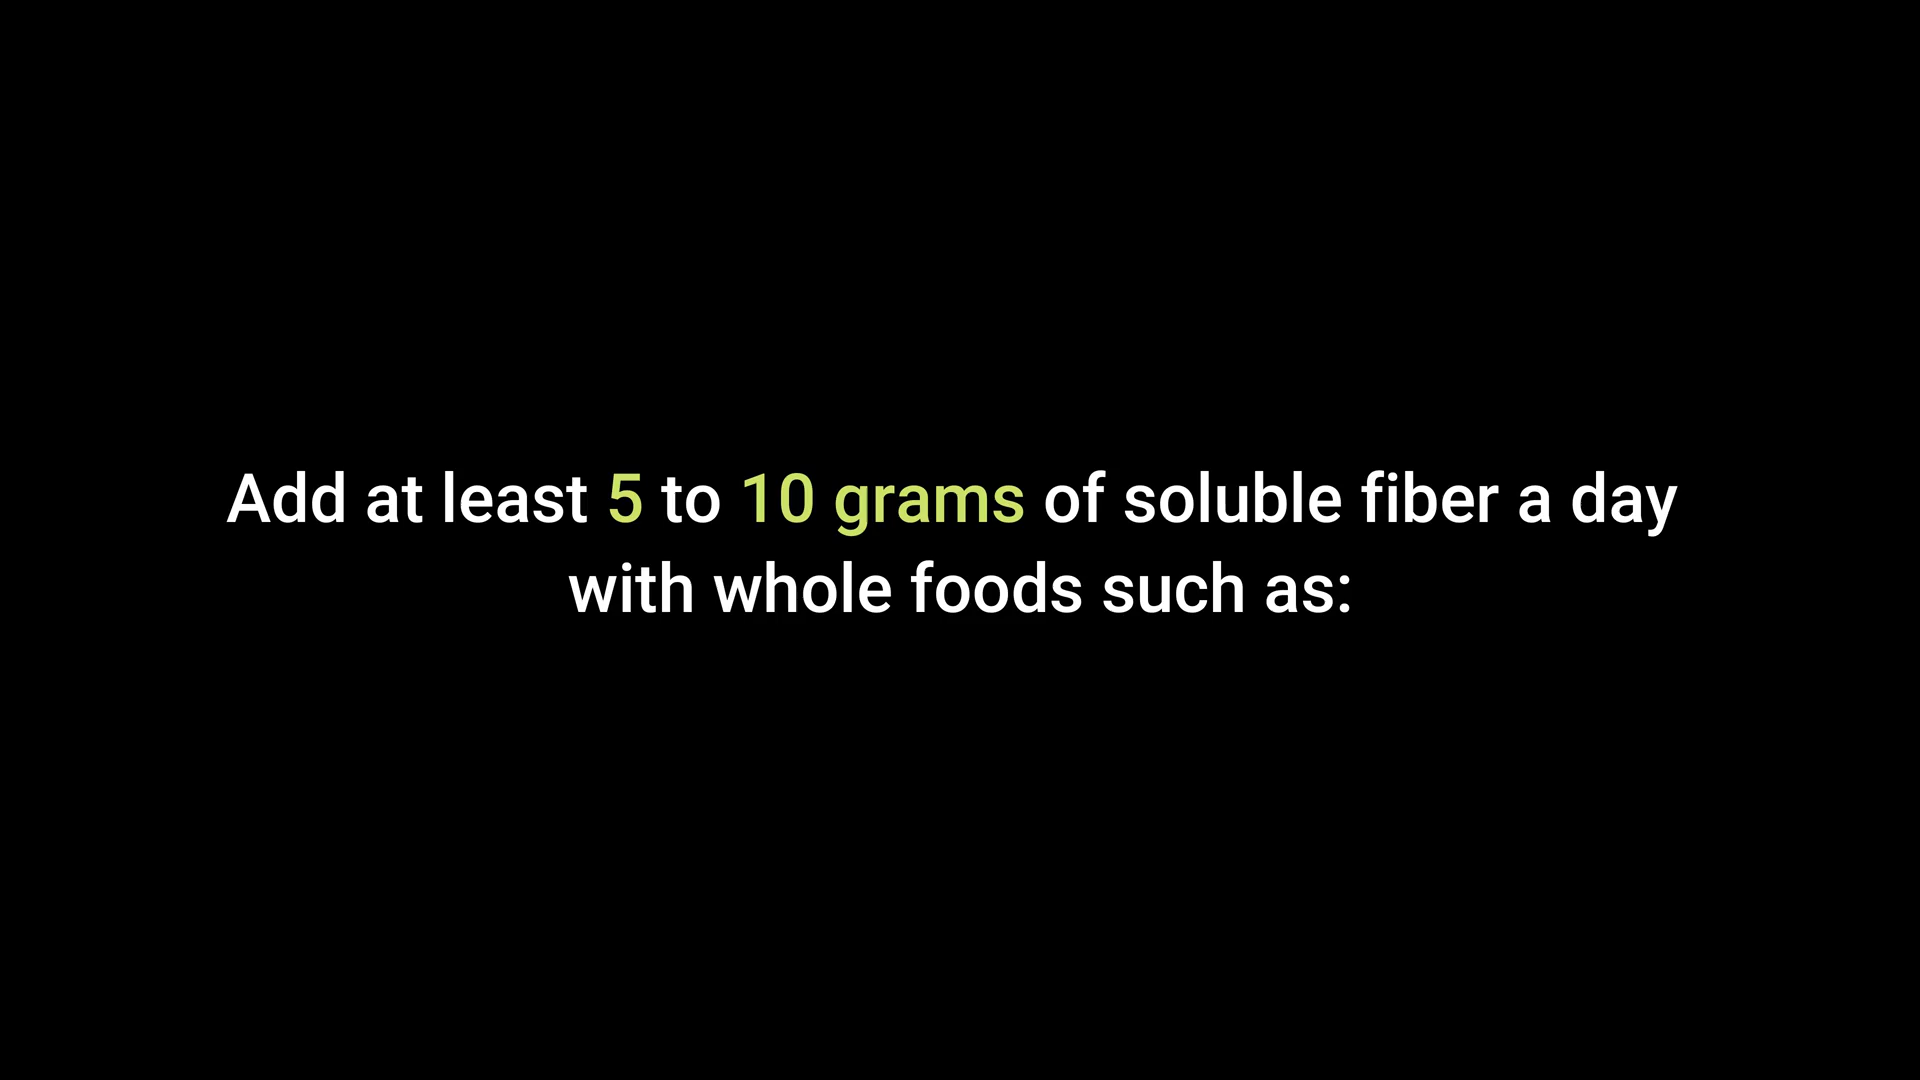 Add at least 5 to 10 grams of soluble fiber a day
with whole foods such as: